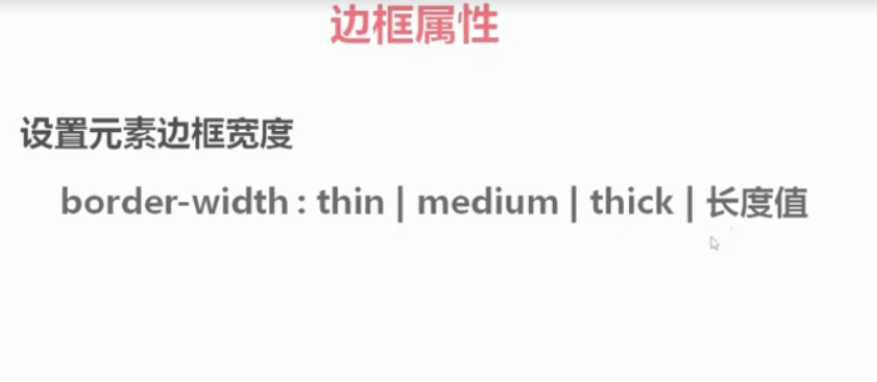 边框属性
设置元素边框宽度
border-width : thin | medium | thick | 长度值